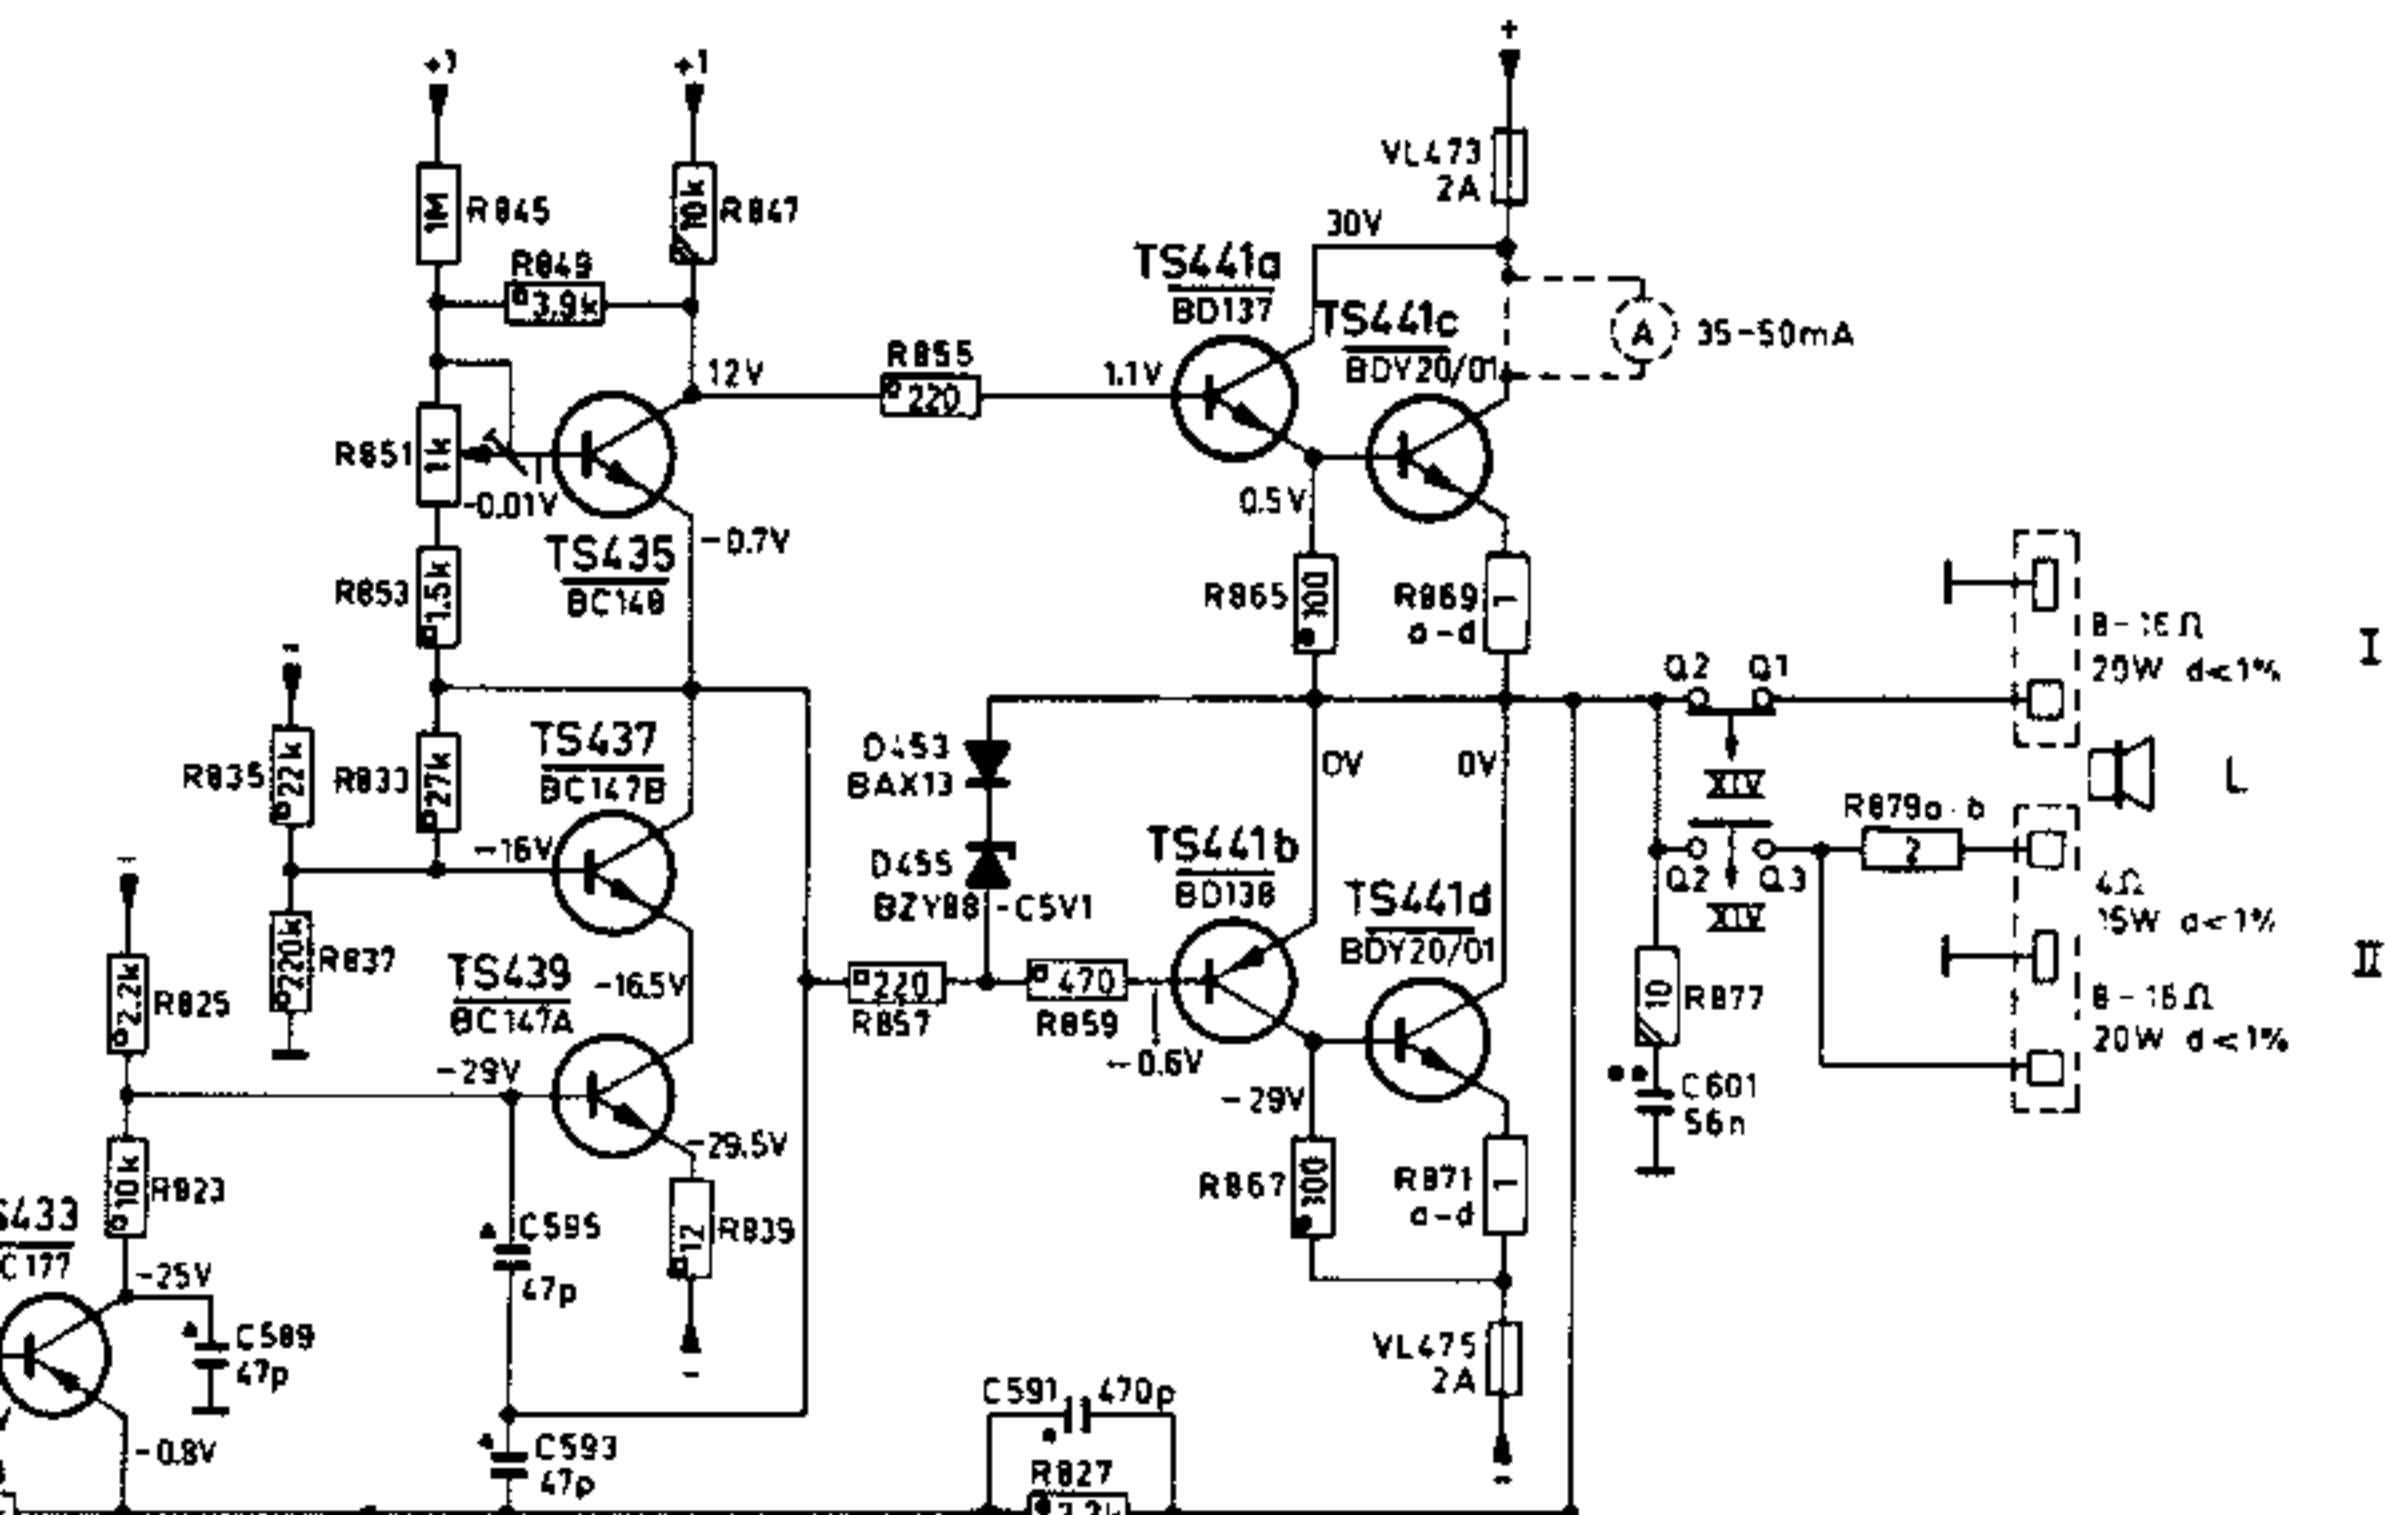 +
+1
+1
VL473
2A
1M
R845
10k
R847
30V
TS441a
BD137
R849
3.9k
TS441c
BDY20/01
A
35-50mA
12V
R855
220
1.1V
R851
1k
-0.01V
0.5V
TS435
BC148
-0.7V
R853
1.5k
R865
100
R869
a-d
1
8-16Ω
20W d<1%
I
Q2
Q1
-
TS437
BC147B
R835
22k
R833
27k
D453
BAX13
0V
0V
XIV
R879a-b
2
L
-16V
D455
BZY88-C5V1
TS441b
BD138
TS441d
BDY20/01
Q2
Q3
XIV
4Ω
15W d<1%
II
-
220k
R837
TS439
BC147A
-16.5V
2.2k
R825
220
R857
470
R859
10
R877
8-16Ω
20W d<1%
-29V
-0.6V
-29V
C601
56n
-29.5V
10k
R823
R867
R871
a-d
1
S433
C177
C595
47p
12
R839
-25V
C589
47p
-
VL475
2A
C591
470p
-0.8V
C593
47p
R827
-